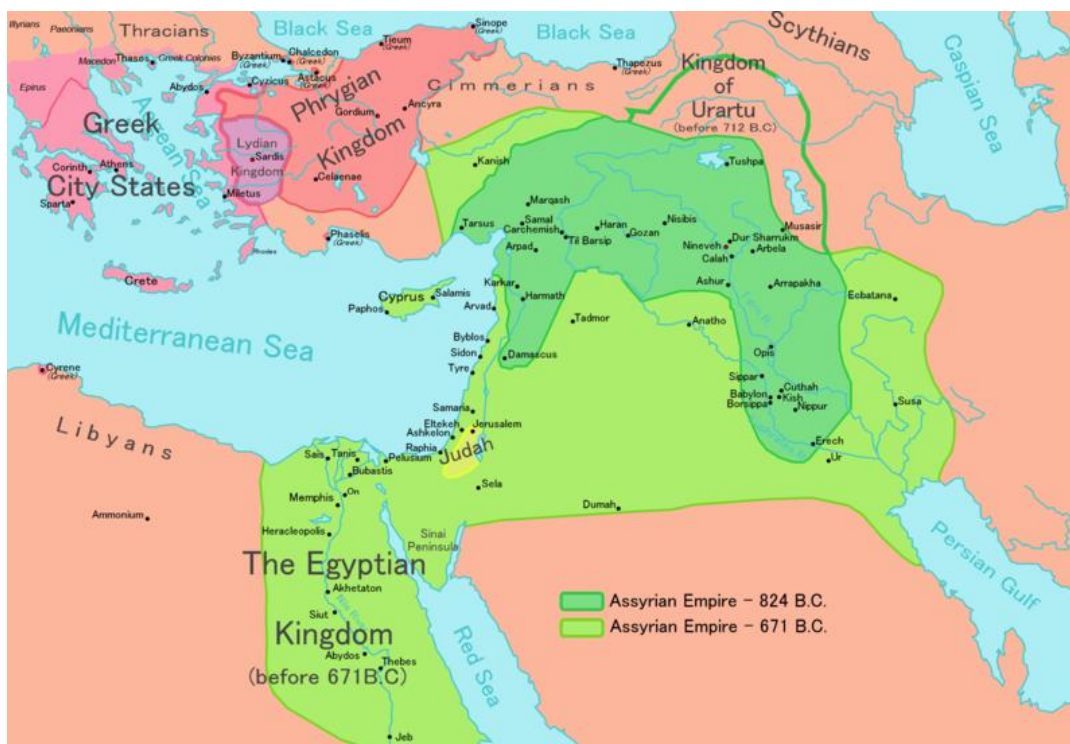 Illyrians
Paeonians
Thracians
Black Sea
Sinope
(Greek)
Black Sea
Scythians
Caspian Sea
Macedon
Thasos
Greek Colonies
Byzantium
(Greek)
Chalcedon
(Greek)
Tieum
(Greek)
Astacus
(Greek)
Thapezus
(Greek)
Kingdom
of
Urartu
(before 712 B.C)
Epirus
Abydos
Cyzicus
Cimmerians
Phrygian
Kingdom
Gordium
Ancyra
Aegean Sea
Greek
City States
Lydian
Kingdom
Sardis
Celaenae
Kanish
Tushpa
Corinth
Athens
Sparta
Miletus
Marqash
Samal
Carchemish
Til Barsip
Haran
Gozan
Nisibis
Musasir
Tarsus
Arpad
Nineveh
Dur Sharrukm
Calah
Arbela
Phaselis
(Greek)
Rhodes
Crete
Karkar
Harmath
Ashur
Arrapakha
Ecbatana
Cyprus
Salamis
Paphos
Arvad
Tadmor
Anatho
Mediterranean Sea
Byblos
Sidon
Tyre
Damascus
Opis
Cyrene
(Greek)
Sippar
Cuthah
Babylon
Kish
Borsippa
Nippur
Susa
Samaria
Eltekeh
Jerusalem
Ashkelon
Raphia
Judah
Erech
Ur
Libyans
Sais
Tanis
Pelusium
Bubastis
Sela
On
Memphis
Dumah
Ammonium
Heracleopolis
Sinai
Peninsula
Persian Gulf
The Egyptian
Kingdom
(before 671B.C)
Akhetaton
Siut
Abydos
Thebes
Jeb
Red Sea
Assyrian Empire - 824 B.C.
Assyrian Empire - 671 B.C.